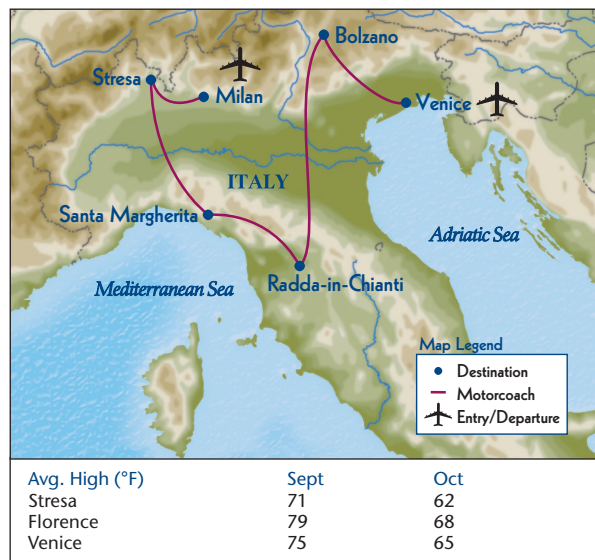 Bolzano
Stresa
Milan
Venice
ITALY
Santa Margherita
Adriatic Sea
Radda-in-Chianti
Mediterranean Sea
Map Legend
Destination
Motorcoach
Entry/Departure
Avg. High (°F) Sept Oct
Stresa 71 62
Florence 79 68
Venice 75 65